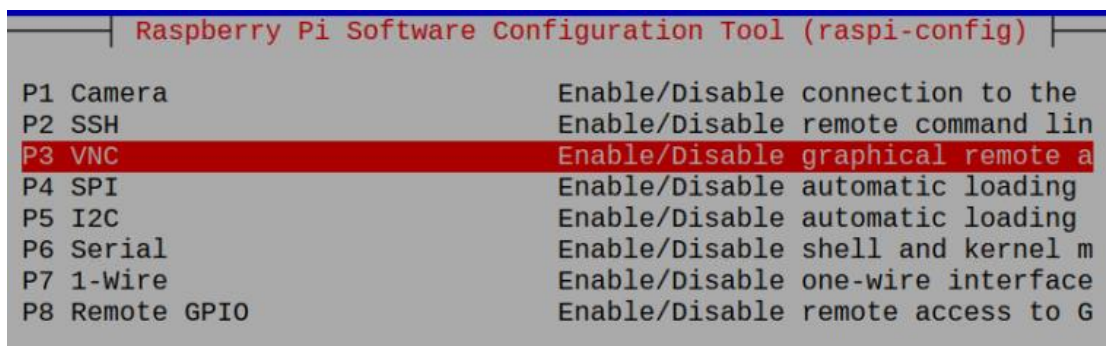 Raspberry Pi Software Configuration Tool (raspi-config)
P1 Camera Enable/Disable connection to the
P2 SSH Enable/Disable remote command lin
P3 VNC Enable/Disable graphical remote a
P4 SPI Enable/Disable automatic loading
P5 I2C Enable/Disable automatic loading
P6 Serial Enable/Disable shell and kernel m
P7 1-Wire Enable/Disable one-wire interface
P8 Remote GPIO Enable/Disable remote access to G